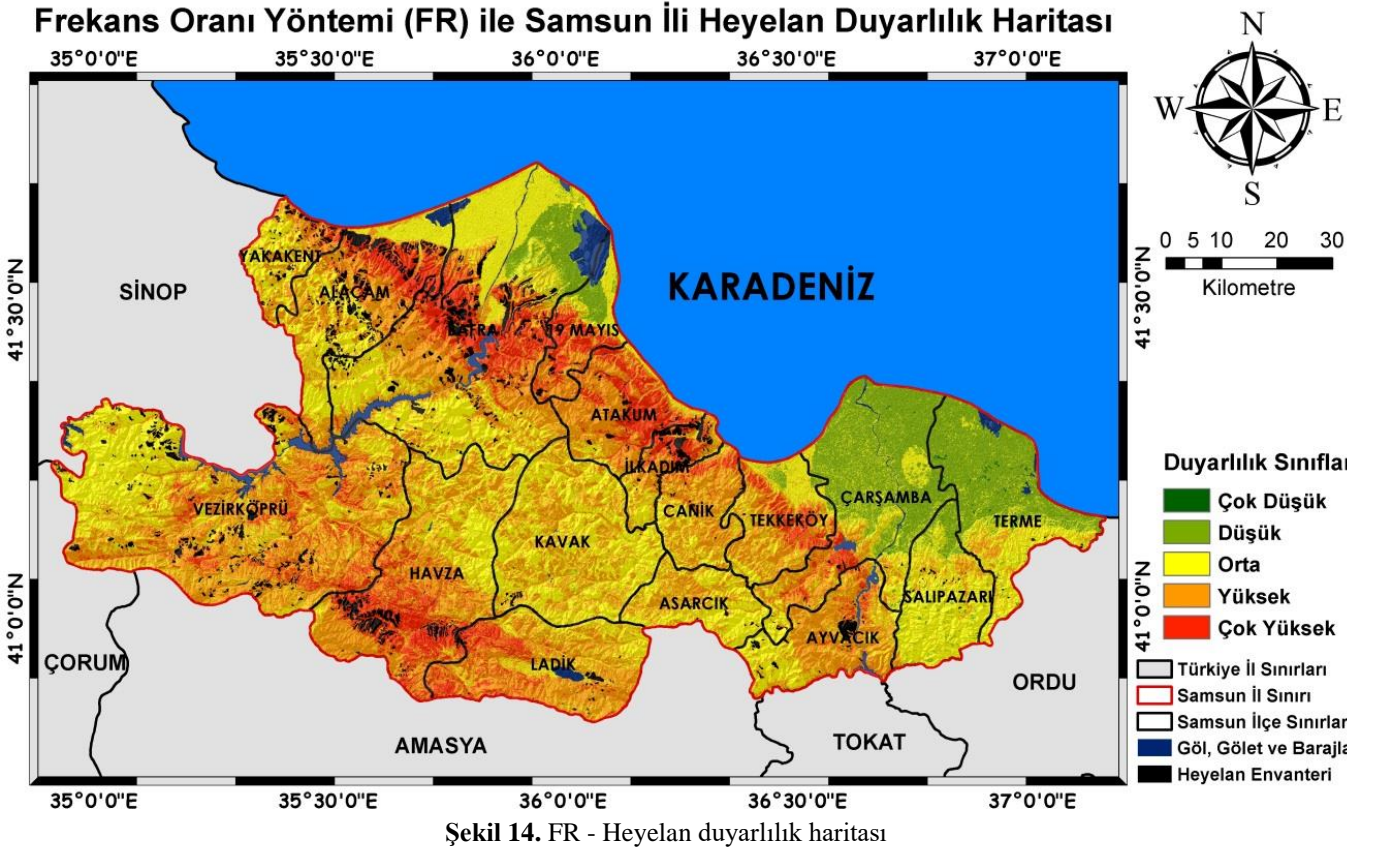 Frekans Oranı Yöntemi (FR) ile Samsun İli Heyelan Duyarlılık Haritası
35°0'0"E 35°30'0"E 36°0'0"E 36°30'0"E 37°0'0"E
N
W E
S
0 5 10 20 30
Kilometre
41°30'0"N
41°0'0"N
41°30'0"N
41°0'0"N
SİNOP
KARADENİZ
YAKAKENT
ALAÇAM
BAFRA
19 MAYIS
ATAKUM
İLKADIM
CANİK
TEKKEKÖY
ÇARŞAMBA
TERME
VEZİRKÖPRÜ
HAVZA
KAVAK
ASARCIK
SALIPAZARI
AYVACIK
LADİK
ÇORUM
AMASYA
TOKAT
ORDU
Duyarlılık Sınıfla
Çok Düşük
Düşük
Orta
Yüksek
Çok Yüksek
Türkiye İl Sınırları
Samsun İl Sınırı
Samsun İlçe Sınırlar
Göl, Gölet ve Barajla
Heyelan Envanteri
35°0'0"E 35°30'0"E 36°0'0"E 36°30'0"E 37°0'0"E
Şekil 14. FR - Heyelan duyarlılık haritası